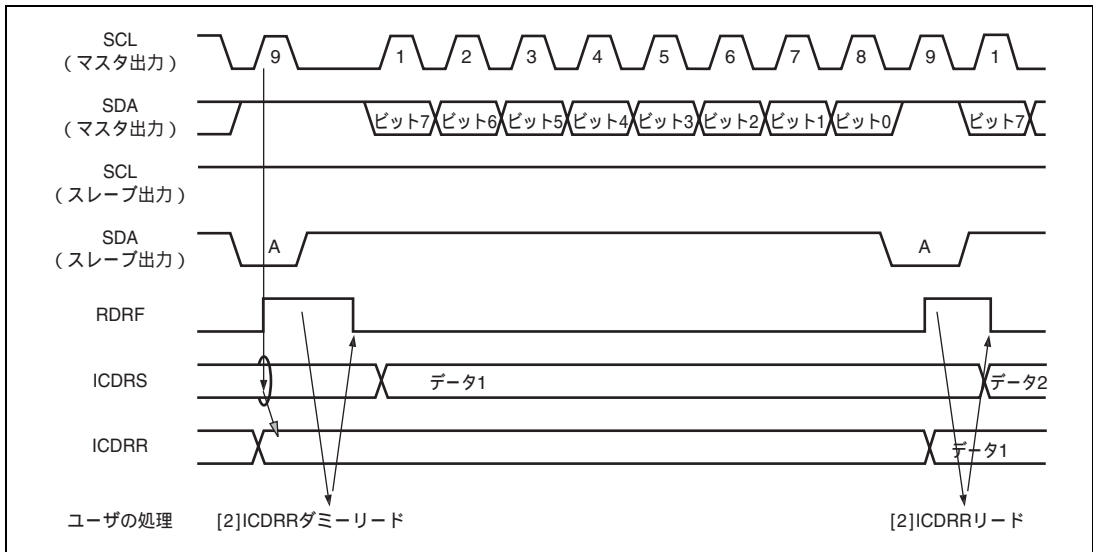 SCL
（マスタ出力）
9
1
2
3
4
5
6
7
8
9
1
SDA
（マスタ出力）
ビット7
ビット6
ビット5
ビット4
ビット3
ビット2
ビット1
ビット0
ビット7
SCL
（スレーブ出力）
SDA
（スレーブ出力）
A
A
RDRF
ICDRS
データ1
データ2
ICDRR
データ1
ユーザの処理
[2]ICDRRダミーリード
[2]ICDRRリード